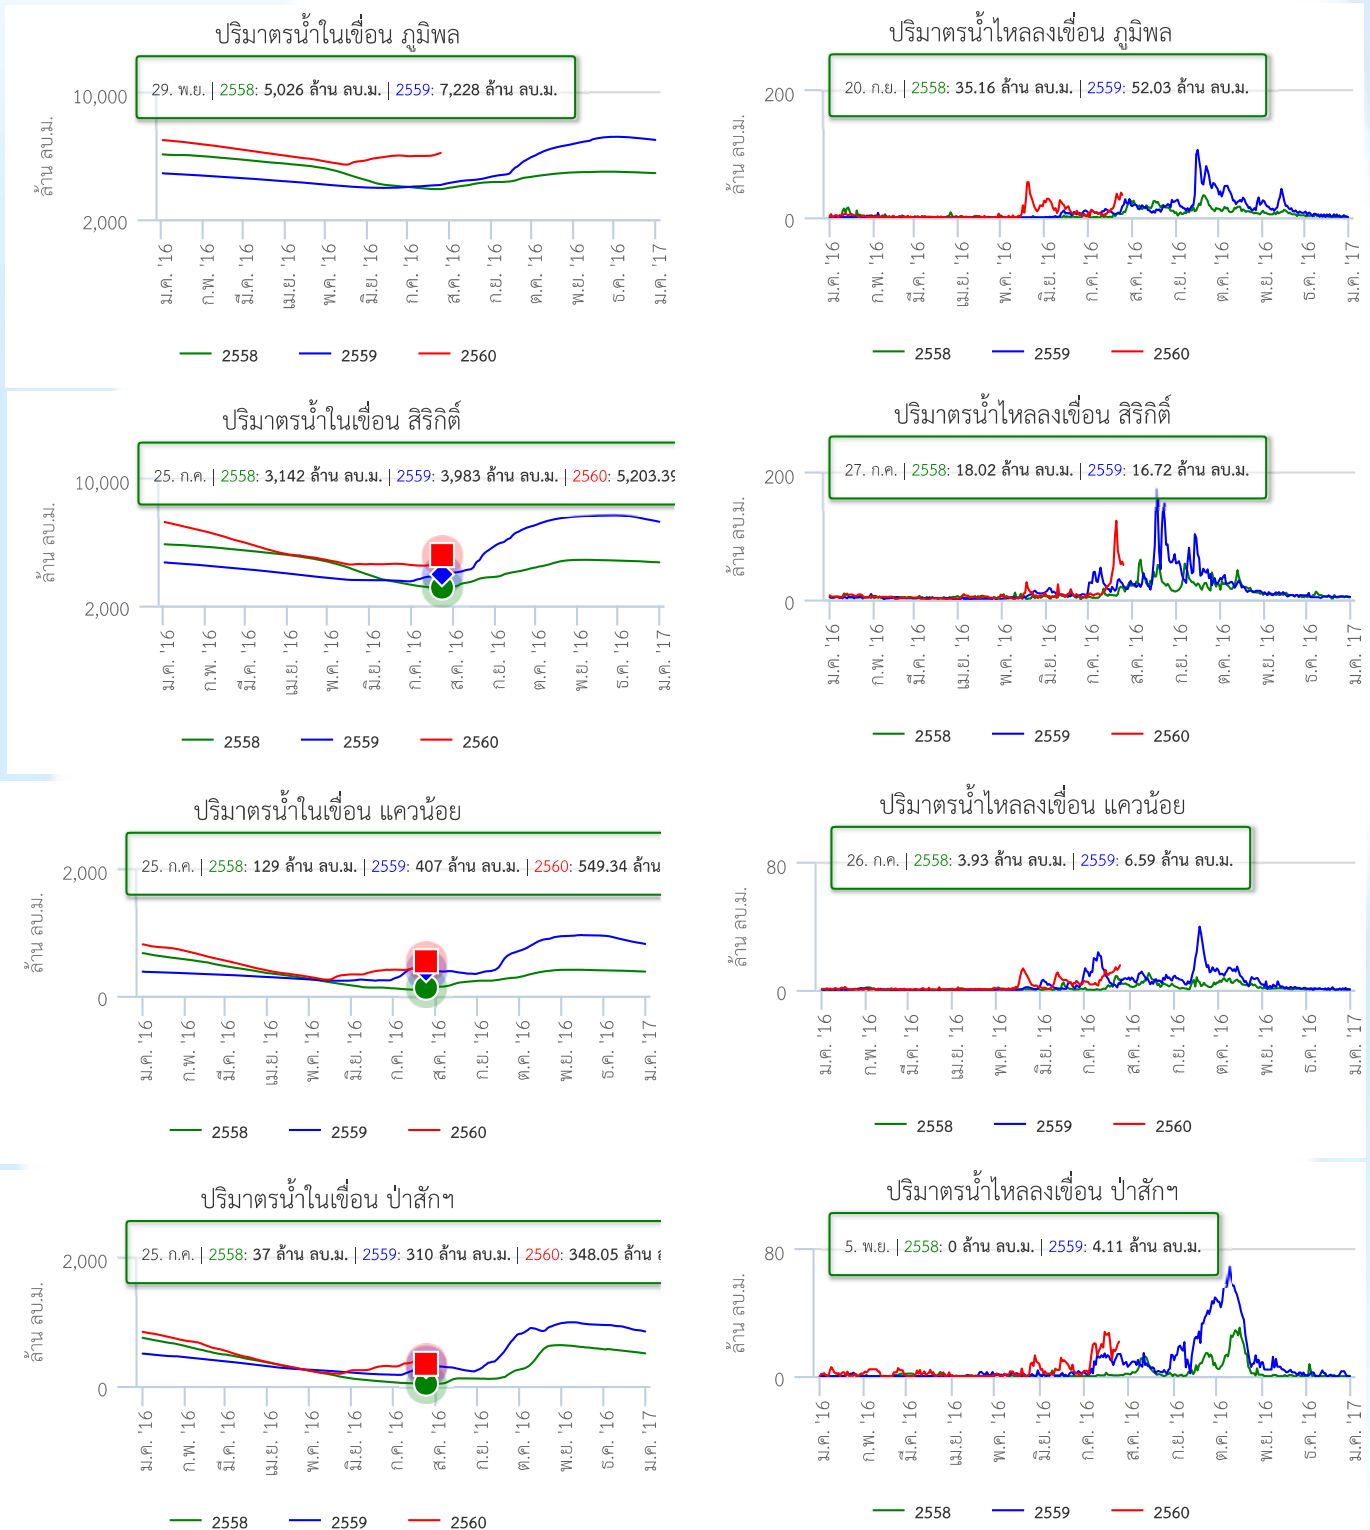 ปริมาตรน้ำในเขื่อน ภูมิพล
29. พ.ย. | 2558: 5,026 ล้าน ลบ.ม. | 2559: 7,228 ล้าน ลบ.ม.
10,000
ล้าน ลบ.ม.
2,000
ม.ค. '16
ก.พ. '16
มี.ค. '16
เม.ย. '16
พ.ค. '16
มิ.ย. '16
ก.ค. '16
ส.ค. '16
ก.ย. '16
ต.ค. '16
พ.ย. '16
ธ.ค. '16
ม.ค. '17
2558 2559 2560
ปริมาตรน้ำไหลลงเขื่อน ภูมิพล
20. ก.ย. | 2558: 35.16 ล้าน ลบ.ม. | 2559: 52.03 ล้าน ลบ.ม.
200
ล้าน ลบ.ม.
0
ม.ค. '16
ก.พ. '16
มี.ค. '16
เม.ย. '16
พ.ค. '16
มิ.ย. '16
ก.ค. '16
ส.ค. '16
ก.ย. '16
ต.ค. '16
พ.ย. '16
ธ.ค. '16
ม.ค. '17
2558 2559 2560
ปริมาตรน้ำในเขื่อน สิริกิติ์
25. ก.ค. | 2558: 3,142 ล้าน ลบ.ม. | 2559: 3,983 ล้าน ลบ.ม. | 2560: 5,203.39
10,000
ล้าน ลบ.ม.
2,000
ม.ค. '16
ก.พ. '16
มี.ค. '16
เม.ย. '16
พ.ค. '16
มิ.ย. '16
ก.ค. '16
ส.ค. '16
ก.ย. '16
ต.ค. '16
พ.ย. '16
ธ.ค. '16
ม.ค. '17
2558 2559 2560
ปริมาตรน้ำไหลลงเขื่อน สิริกิติ์
27. ก.ค. | 2558: 18.02 ล้าน ลบ.ม. | 2559: 16.72 ล้าน ลบ.ม.
200
ล้าน ลบ.ม.
0
ม.ค. '16
ก.พ. '16
มี.ค. '16
เม.ย. '16
พ.ค. '16
มิ.ย. '16
ก.ค. '16
ส.ค. '16
ก.ย. '16
ต.ค. '16
พ.ย. '16
ธ.ค. '16
ม.ค. '17
2558 2559 2560
ปริมาตรน้ำในเขื่อน แควน้อย
25. ก.ค. | 2558: 129 ล้าน ลบ.ม. | 2559: 407 ล้าน ลบ.ม. | 2560: 549.34 ล้าน
2,000
ล้าน ลบ.ม.
0
ม.ค. '16
ก.พ. '16
มี.ค. '16
เม.ย. '16
พ.ค. '16
มิ.ย. '16
ก.ค. '16
ส.ค. '16
ก.ย. '16
ต.ค. '16
พ.ย. '16
ธ.ค. '16
ม.ค. '17
2558 2559 2560
ปริมาตรน้ำไหลลงเขื่อน แควน้อย
26. ก.ค. | 2558: 3.93 ล้าน ลบ.ม. | 2559: 6.59 ล้าน ลบ.ม.
80
ล้าน ลบ.ม.
0
ม.ค. '16
ก.พ. '16
มี.ค. '16
เม.ย. '16
พ.ค. '16
มิ.ย. '16
ก.ค. '16
ส.ค. '16
ก.ย. '16
ต.ค. '16
พ.ย. '16
ธ.ค. '16
ม.ค. '17
2558 2559 2560
ปริมาตรน้ำในเขื่อน ป่าสักฯ
25. ก.ค. | 2558: 37 ล้าน ลบ.ม. | 2559: 310 ล้าน ลบ.ม. | 2560: 348.05 ล้าน
2,000
ล้าน ลบ.ม.
0
ม.ค. '16
ก.พ. '16
มี.ค. '16
เม.ย. '16
พ.ค. '16
มิ.ย. '16
ก.ค. '16
ส.ค. '16
ก.ย. '16
ต.ค. '16
พ.ย. '16
ธ.ค. '16
ม.ค. '17
2558 2559 2560
ปริมาตรน้ำไหลลงเขื่อน ป่าสักฯ
5. พ.ย. | 2558: 0 ล้าน ลบ.ม. | 2559: 4.11 ล้าน ลบ.ม.
80
ล้าน ลบ.ม.
0
ม.ค. '16
ก.พ. '16
มี.ค. '16
เม.ย. '16
พ.ค. '16
มิ.ย. '16
ก.ค. '16
ส.ค. '16
ก.ย. '16
ต.ค. '16
พ.ย. '16
ธ.ค. '16
ม.ค. '17
2558 2559 2560